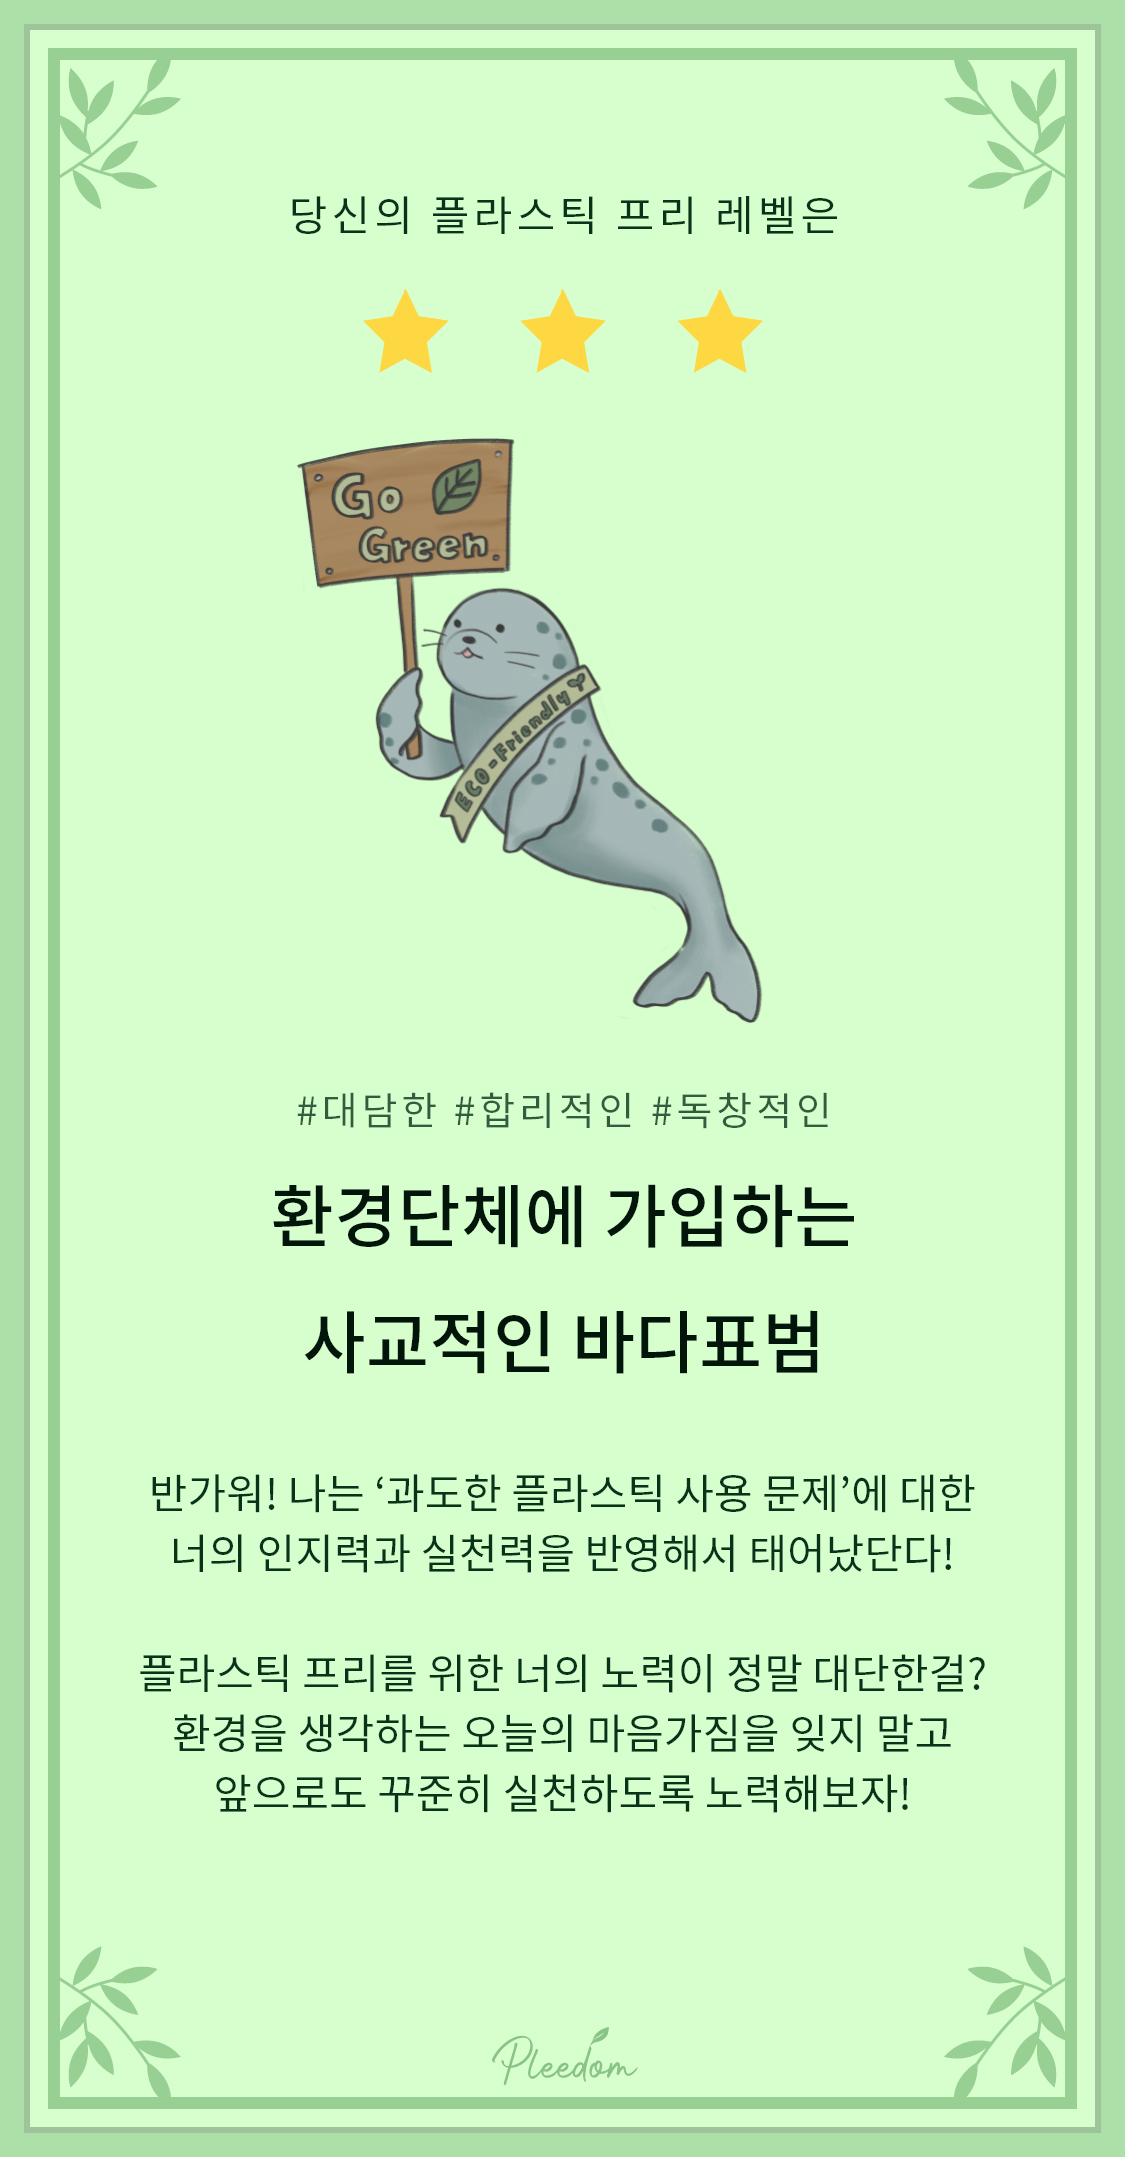 당신의 플라스틱 프리 레벨은
Go
Green
ECO-Friendly
#대담한 #합리적인 #독창적인
환경단체에 가입하는
사교적인 바다표범
반가워! 나는 ‘과도한 플라스틱 사용 문제’에 대한
너의 인지력과 실천력을 반영해서 태어났단다!
플라스틱 프리를 위한 너의 노력이 정말 대단한걸?
환경을 생각하는 오늘의 마음가짐을 잊지 말고
앞으로도 꾸준히 실천하도록 노력해보자!
Pleedom